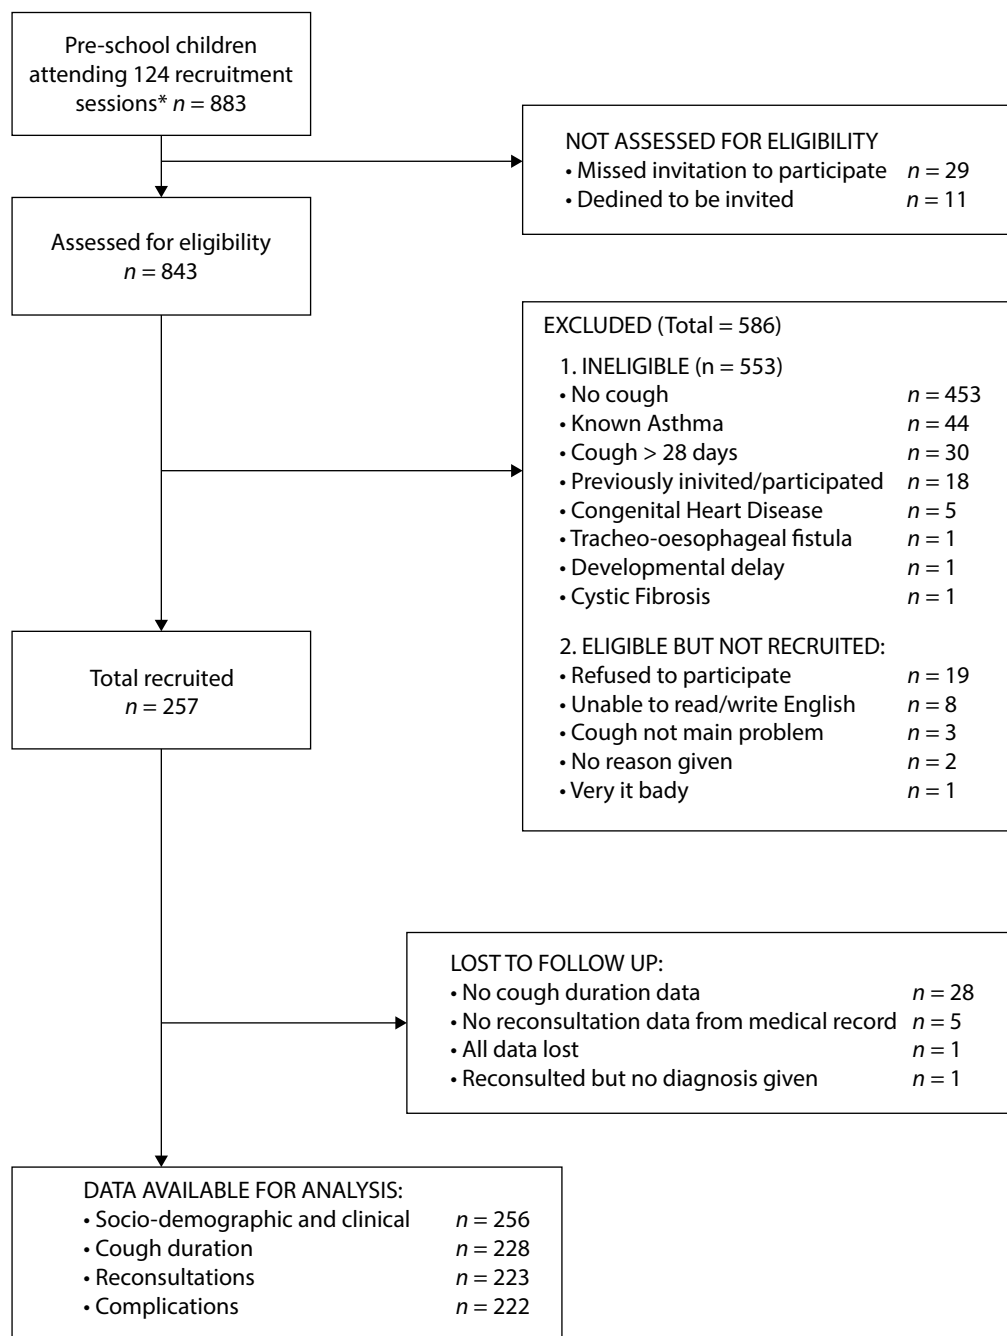 Pre-school children
attending 124 recruitment
sessions* n = 883
NOT ASSESSED FOR ELIGIBILITY
• Missed invitation to participate n = 29
• Dedined to be invited n = 11
Assessed for eligibility
n = 843
EXCLUDED (Total = 586)
1. INELIGIBLE (n = 553)
• No cough n = 453
• Known Asthma n = 44
• Cough > 28 days n = 30
• Previously inivited/participated n = 18
• Congenital Heart Disease n = 5
• Tracheo-oesophageal fistula n = 1
• Developmental delay n = 1
• Cystic Fibrosis n = 1
2. ELIGIBLE BUT NOT RECRUITED:
• Refused to participate n = 19
• Unable to read/write English n = 8
• Cough not main problem n = 3
• No reason given n = 2
• Very it bady n = 1
Total recruited
n = 257
LOST TO FOLLOW UP:
• No cough duration data n = 28
• No reconsultation data from medical record n = 5
• All data lost n = 1
• Reconsulted but no diagnosis given n = 1
DATA AVAILABLE FOR ANALYSIS:
• Socio-demographic and clinical n = 256
• Cough duration n = 228
• Reconsultations n = 223
• Complications n = 222